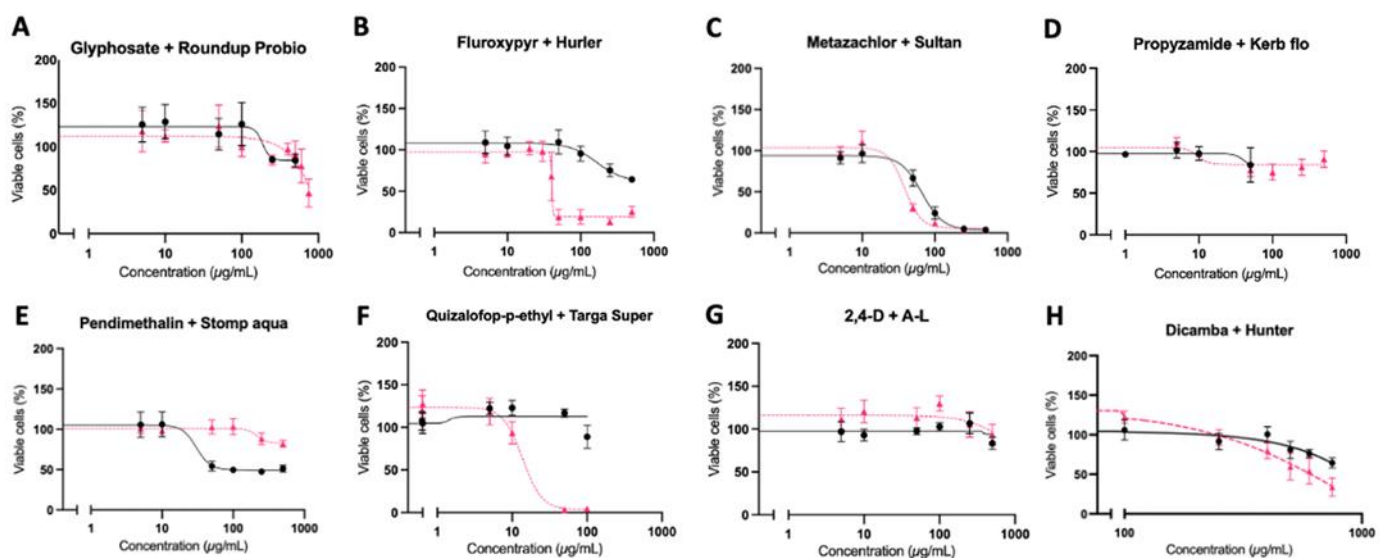 A
Glyphosate + Roundup Probio
200
150
100
50
0
Viable cells (%)
1
10
100
1000
Concentration (µg/mL)
B
Fluroxypyr + Hurler
200
150
100
50
0
Viable cells (%)
1
10
100
1000
Concentration (µg/mL)
C
Metazachlor + Sultan
200
150
100
50
0
Viable cells (%)
1
10
100
1000
Concentration (µg/mL)
D
Propyzamide + Kerb flo
200
150
100
50
0
Viable cells (%)
1
10
100
1000
Concentration (µg/mL)
E
Pendimethalin + Stomp aqua
200
150
100
50
0
Viable cells (%)
1
10
100
1000
Concentration (µg/mL)
F
Quizalofop-p-ethyl + Targa Super
200
150
100
50
0
Viable cells (%)
1
10
100
1000
Concentration (µg/mL)
G
2,4-D + A-L
200
150
100
50
0
Viable cells (%)
1
10
100
1000
Concentration (µg/mL)
H
Dicamba + Hunter
200
150
100
50
0
Viable cells (%)
100
1000
Concentration (µg/mL)